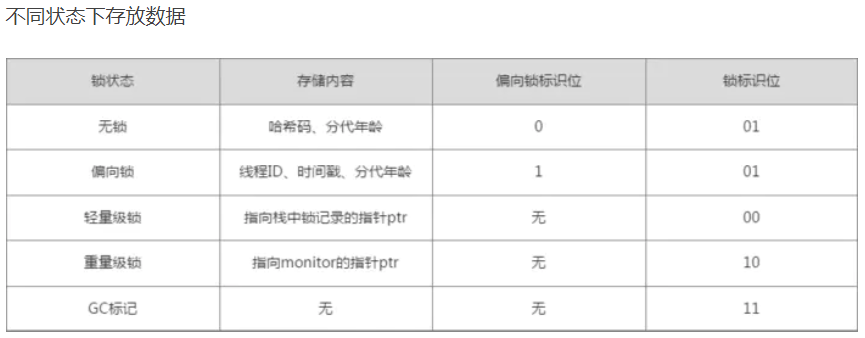 不同状态下存放数据
锁状态 存储内容 偏向锁标识位 锁标识位
无锁 哈希码、分代年龄 0 01
偏向锁 线程ID、时间戳、分代年龄 1 01
轻量级锁 指向栈中锁记录的指针ptr 无 00
重量级锁 指向monitor的指针ptr 无 10
GC标记 无 无 11